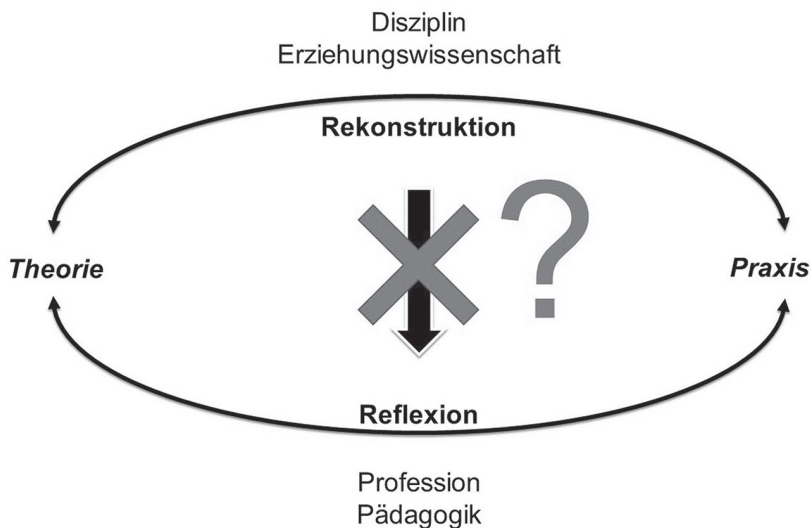 Disziplin
Erziehungswissenschaft
Rekonstruktion
?
Theorie
Praxis
Reflexion
Profession
Pädagogik